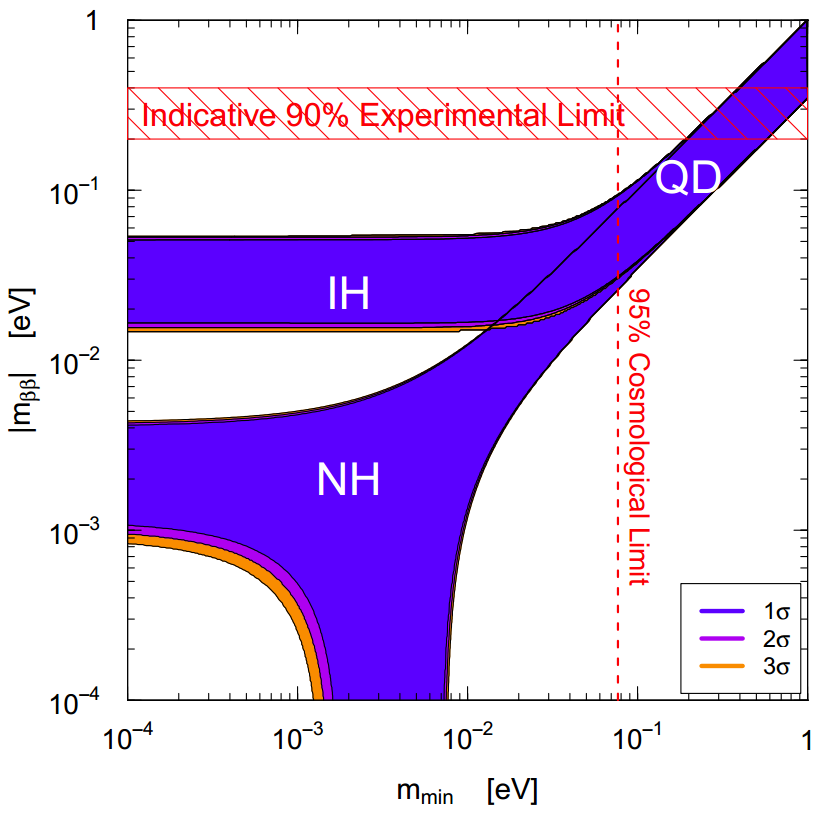 1
Indicative 90% Experimental Limit
QD
10⁻¹
IH
95% Cosmological Limit
|mββ| [eV]
10⁻²
NH
10⁻³
1σ
2σ
3σ
10⁻⁴
10⁻⁴ 10⁻³ 10⁻² 10⁻¹ 1
mmin [eV]